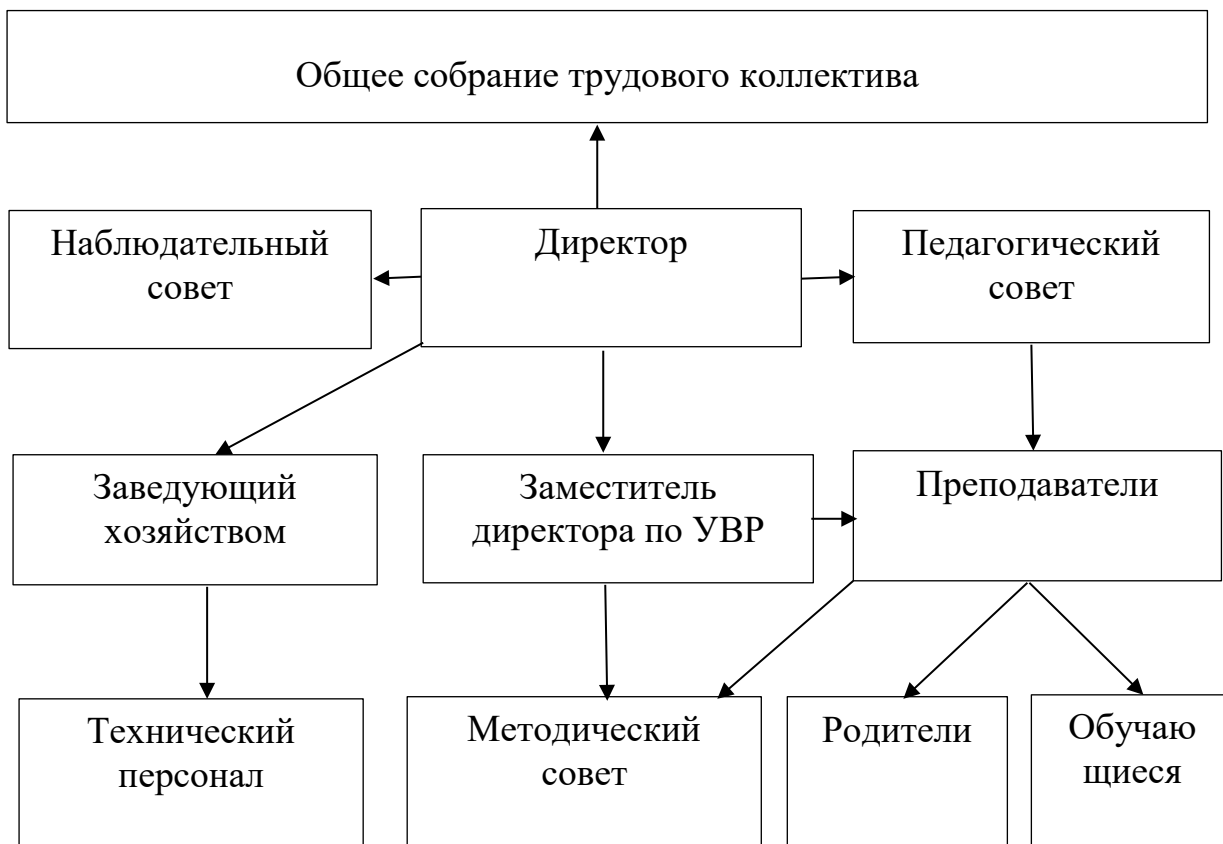 Общее собрание трудового коллектива
Наблюдательный
совет
Директор
Педагогический
совет
Заведующий
хозяйством
Заместитель
директора по УВР
Преподаватели
Технический
персонал
Методический
совет
Родители
Обучаю
щиеся